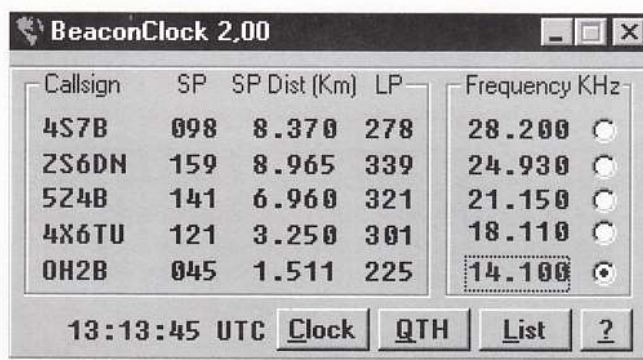 BeaconClock 2,00
Callsign SP SP Dist (Km) LP Frequency KHz
4S7B 098 8.370 278 28.200
ZS6DN 159 8.965 339 24.930
5Z4B 141 6.960 321 21.150
4X6TU 121 3.250 301 18.110
OH2B 045 1.511 225 14.100
13:13:45 UTC Clock QTH List ?